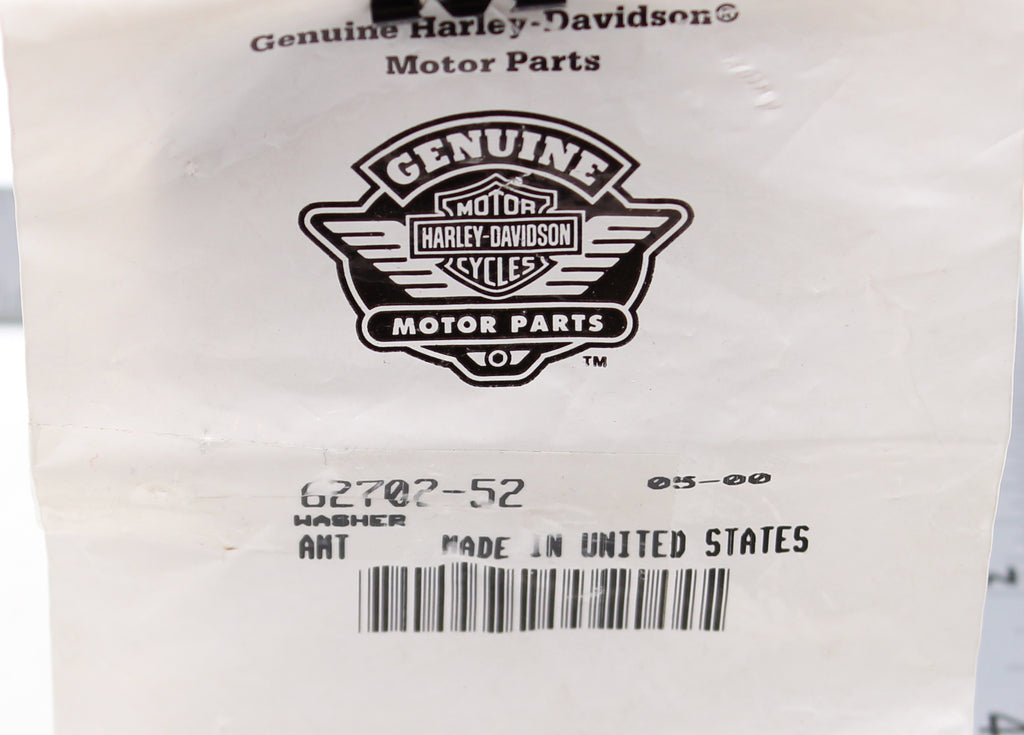 Genuine Harley-Davidson®
Motor Parts
GENUINE
MOTOR
HARLEY-DAVIDSON
CYCLES
MOTOR PARTS
TM
62702-52 05-00
WASHER
AMT MADE IN UNITED STATES
4